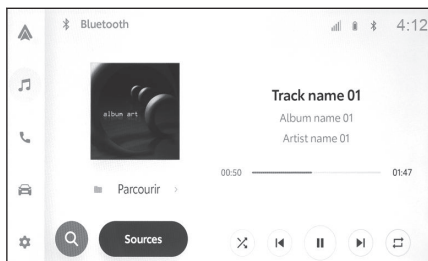 Bluetooth
4:12
album art
Track name 01
Album name 01
Artist name 01
00:50
01:47
Parcourir
Sources